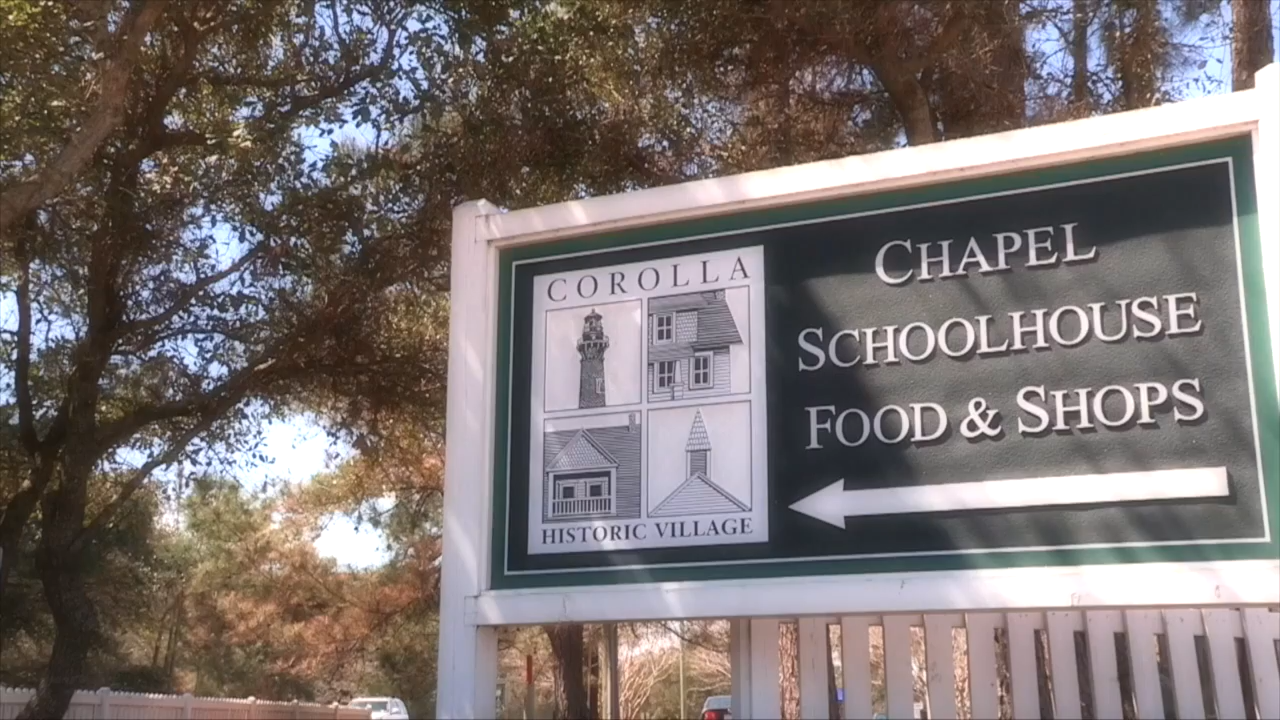 COROLLA
HISTORIC VILLAGE
CHAPEL
SCHOOLHOUSE
FOOD & SHOPS